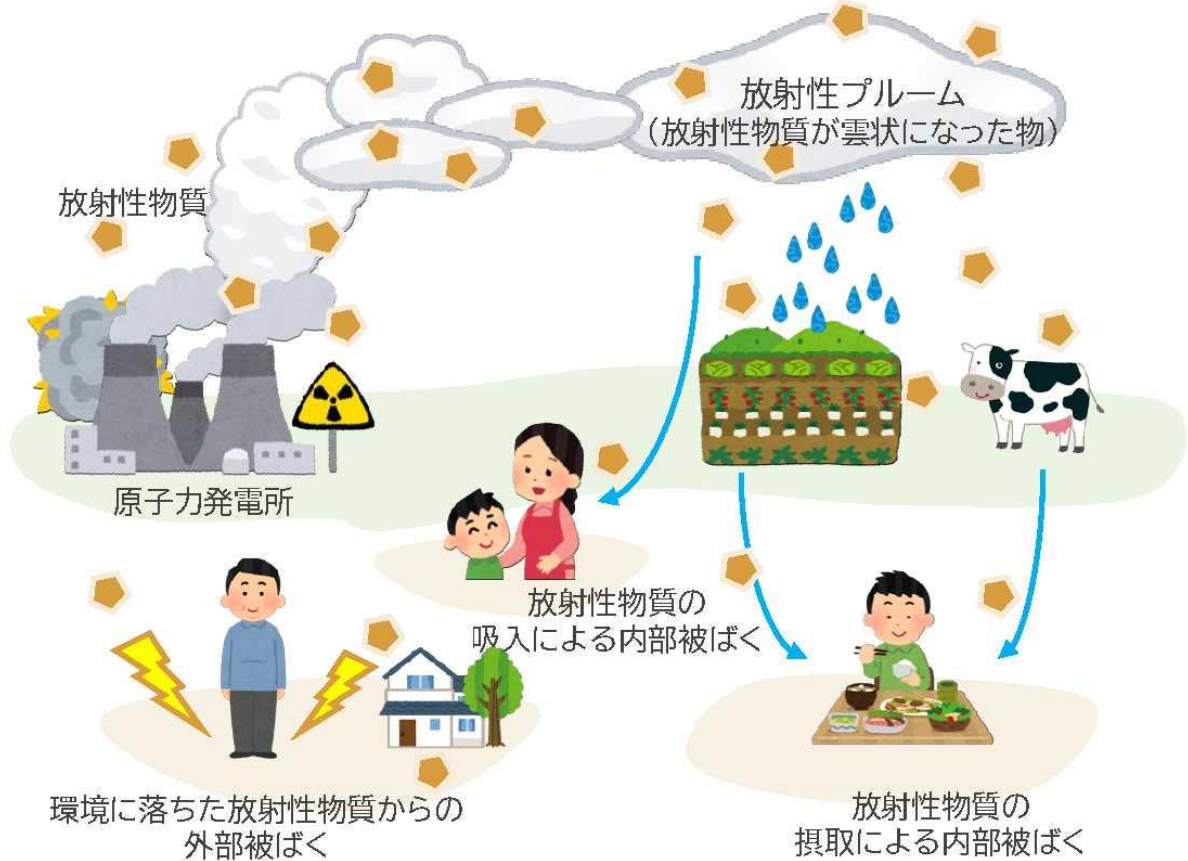 放射性プルーム
（放射性物質が雲状になった物）
放射性物質
原子力発電所
放射性物質の
吸入による内部被ばく
環境に落ちた放射性物質からの
外部被ばく
放射性物質の
摂取による内部被ばく